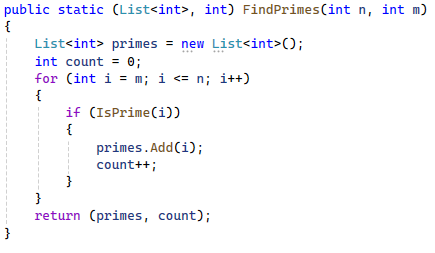 public static (List<int>, int) FindPrimes(int n, int m)
{
    List<int> primes = new List<int>();
    int count = 0;
    for (int i = m; i <= n; i++)
    {
        if (IsPrime(i))
        {
            primes.Add(i);
            count++;
        }
    }
    return (primes, count);
}